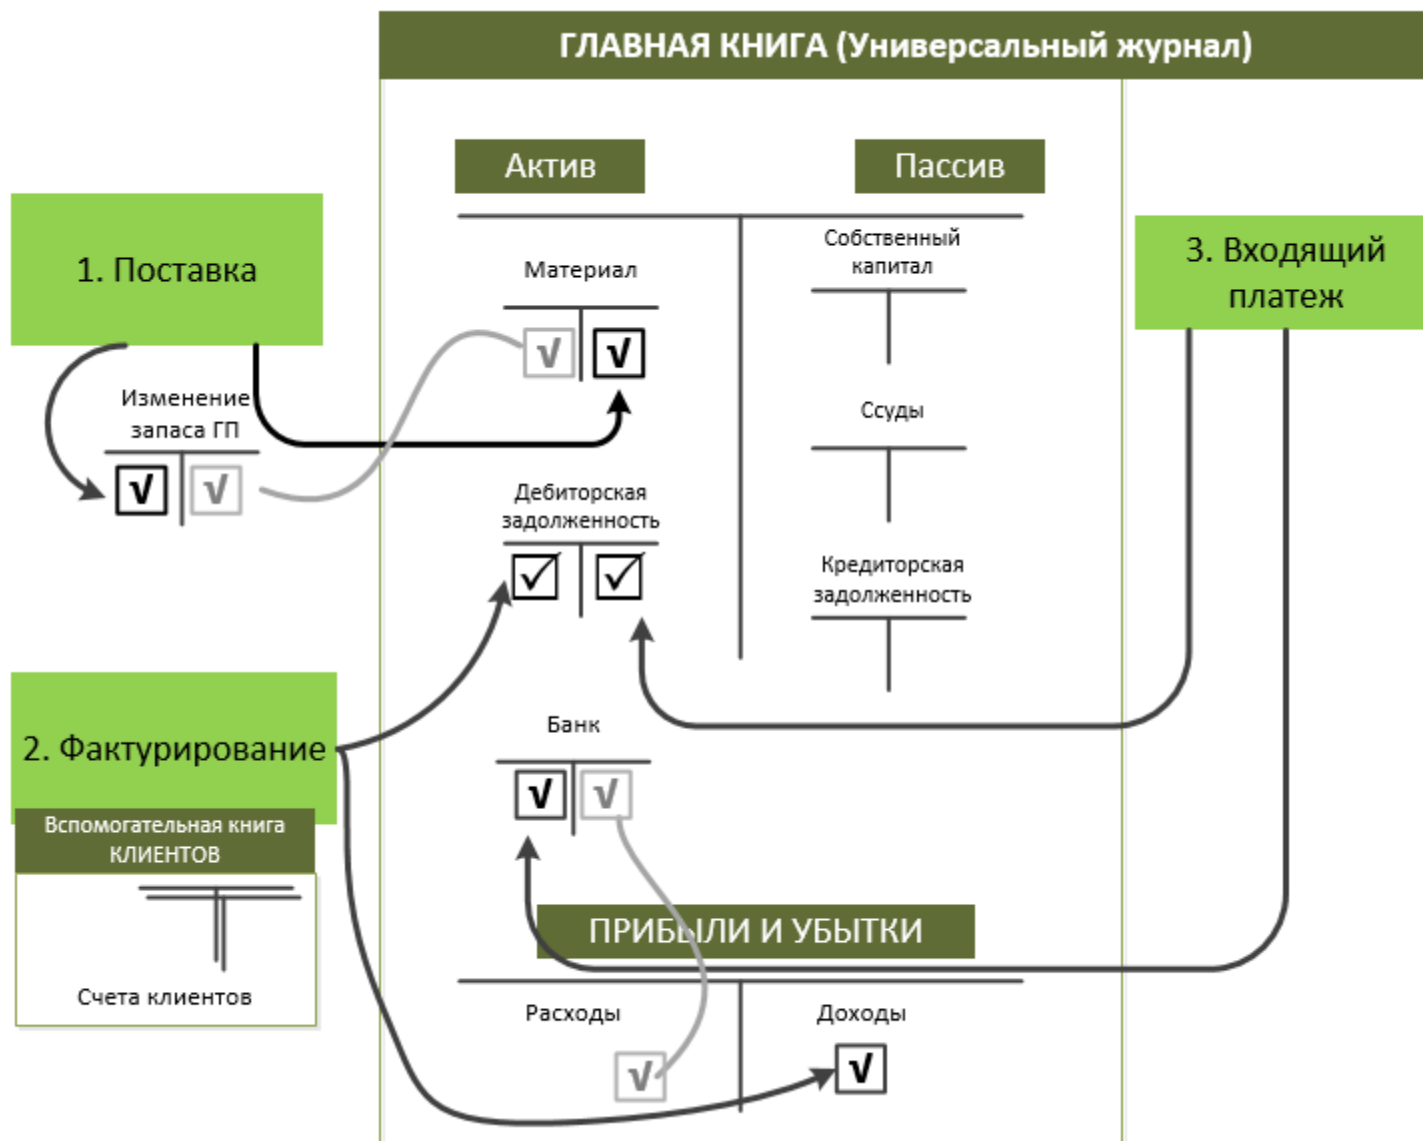 ГЛАВНАЯ КНИГА (Универсальный журнал)
Актив
Пассив
1. Поставка
Материал
√
√
Собственный
капитал
3. Входящий
платеж
Изменение
запаса ГП
√
√
Ссуды
Дебиторская
задолженность
✓
✓
Кредиторская
задолженность
2. Фактурирование
Вспомогательная книга
КЛИЕНТОВ
Счета клиентов
Банк
√
√
ПРИБЫЛИ И УБЫТКИ
Расходы
Доходы
√
√